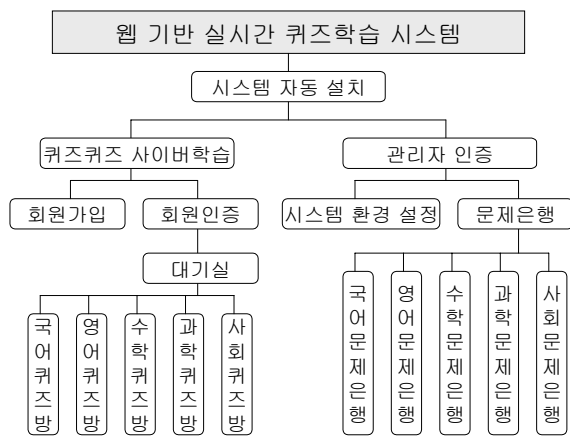 웹 기반 실시간 퀴즈학습 시스템
시스템 자동 설치
퀴즈퀴즈 사이버학습
관리자 인증
회원가입
회원인증
시스템 환경 설정
문제은행
대기실
국어퀴즈방
영어퀴즈방
수학퀴즈방
과학퀴즈방
사회퀴즈방
국어문제은행
영어문제은행
수학문제은행
과학문제은행
사회문제은행